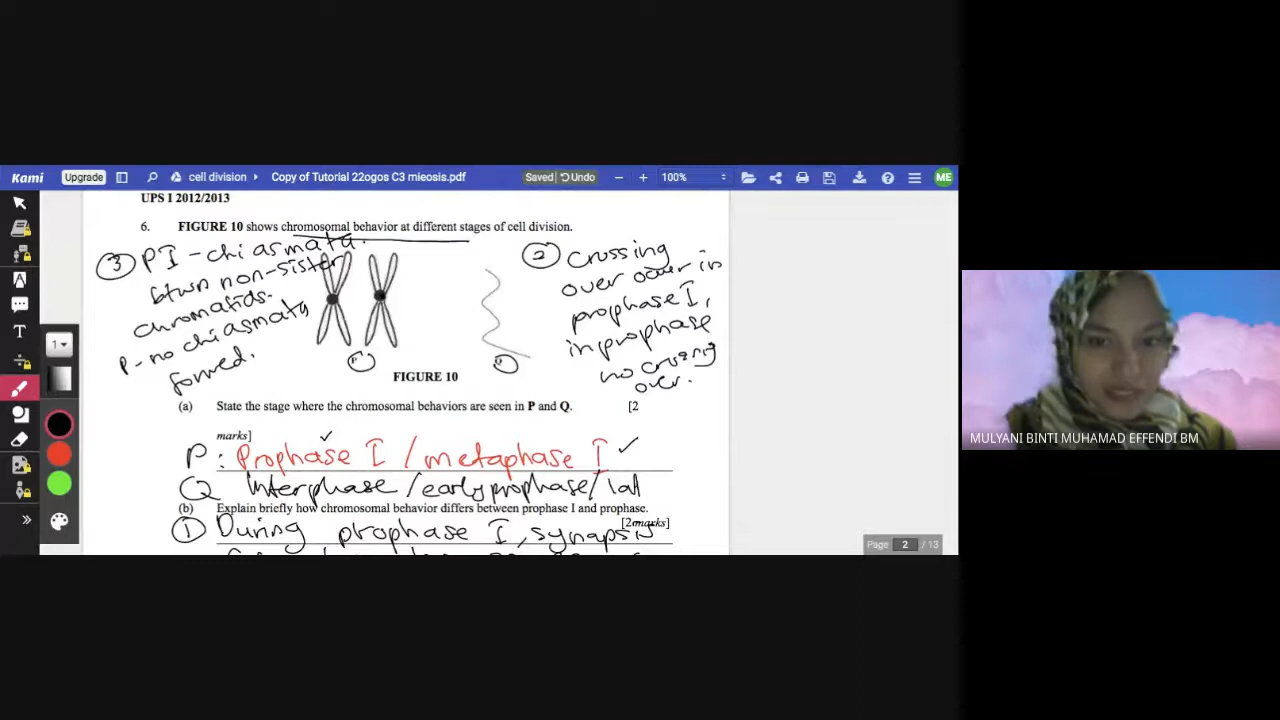 Kami
Upgrade
cell division
Copy of Tutorial 22ogos C3 mieosis.pdf
Saved
Undo
100%
ME
UPS I 2012/2013
6. FIGURE 10 shows chromosomal behavior at different stages of cell division.
③ PI - chiasmata
btwn non-sister
chromatids.
P - no chiasmata
formed.
② crossing
over occur in
prophase I,
in prophase
no crossing
over.
FIGURE 10
(a) State the stage where the chromosomal behaviors are seen in P and Q. [2
marks]
P : Prophase I / metaphase I
Q Interphase /early prophase/
(b) Explain briefly how chromosomal behavior differs between prophase I and prophase.
[2marks]
① During prophase I, synapsis
T
1
Page 2 / 13
MULYANI BINTI MUHAMAD EFFENDI BM